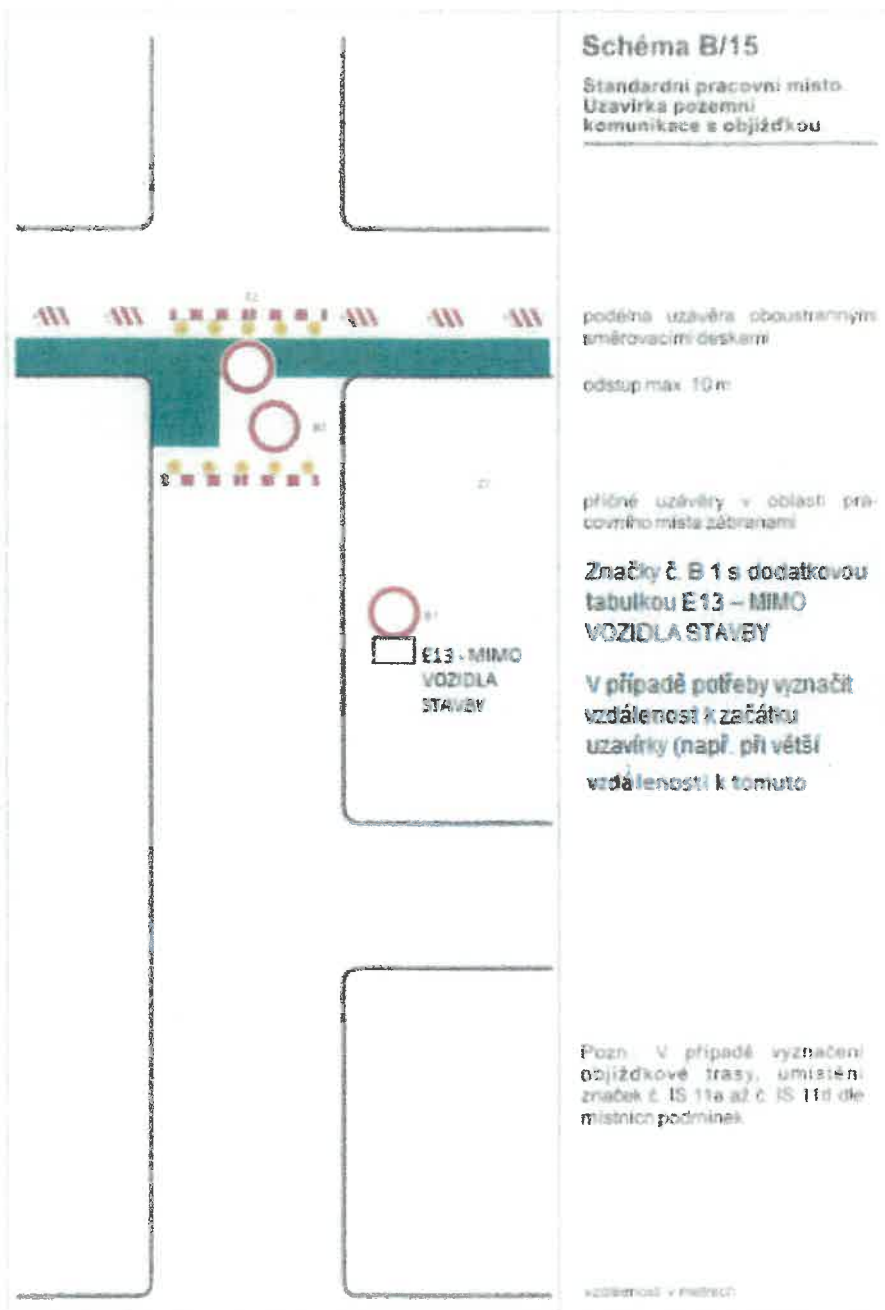 Schéma B/15
Standardní pracovní místo.
Uzavírka pozemní
komunikace s objížďkou
podélná uzávěra oboustrannými
směrovacími deskami
odstup max. 10 m
příčné uzávěry v oblasti pra-
covního místa zábranami
Značky č. B 1 s dodatkovou
tabulkou E13 – MIMO
VOZIDLA STAVBY
B1
E13 - MIMO
VOZIDLA
STAVBY
V případě potřeby vyznačit
vzdálenost k začátku
uzavírky (např. při větší
vzdálenosti k tomuto
Pozn. V případě vyznačení
objížďkové trasy, umístění
značek č. IS 11a až č. IS 11d dle
místních podmínek
vzdálenosti v metrech